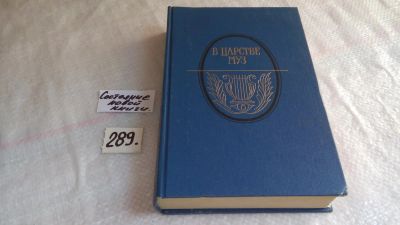 Состояние
новой
книги.
289.
В ЦАРСТВЕ
МУЗ